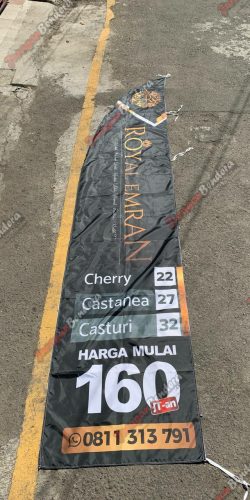 ROYAL EMRAN
Cherry 22
Castanea 27
Casturi 32
HARGA MULAI
160
JT-an
0811 313 791